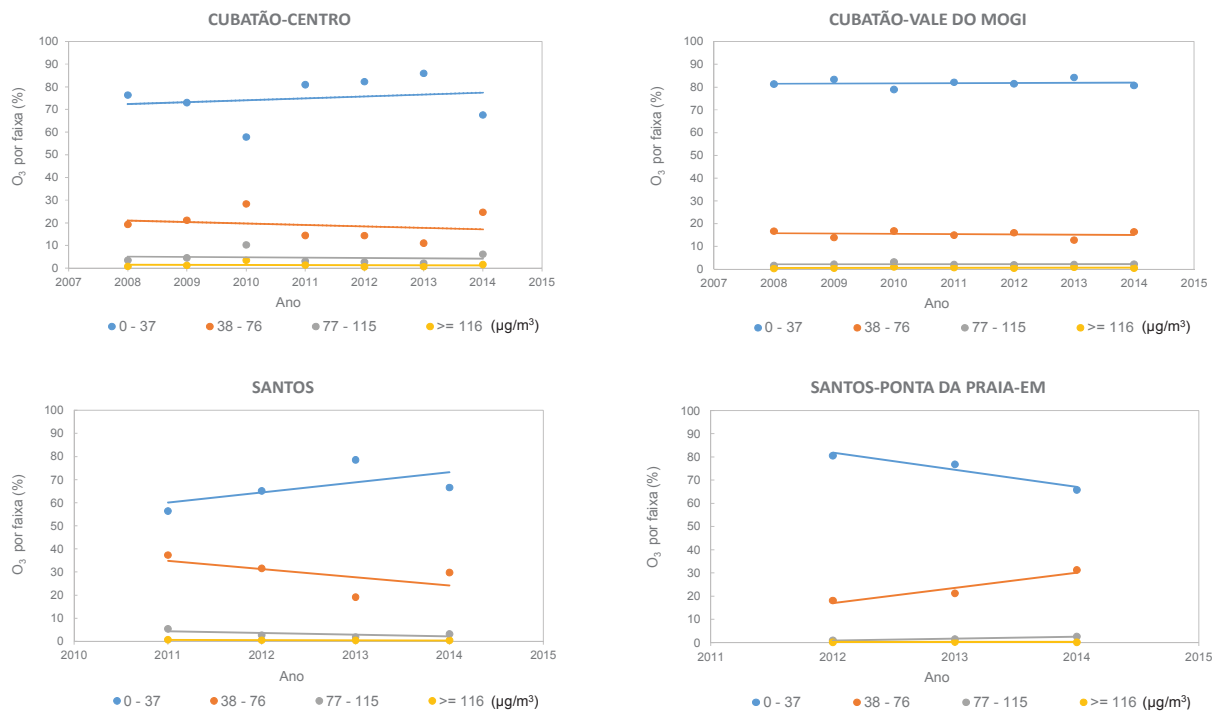 CUBATÃO-CENTRO
O3 por faixa (%)
100
90
80
70
60
50
40
30
20
10
0
2007 2008 2009 2010 2011 2012 2013 2014 2015
Ano
0 - 37 38 - 76 77 - 115 >= 116 (µg/m³)
CUBATÃO-VALE DO MOGI
O3 por faixa (%)
100
90
80
70
60
50
40
30
20
10
0
2007 2008 2009 2010 2011 2012 2013 2014 2015
Ano
0 - 37 38 - 76 77 - 115 >= 116 (µg/m³)
SANTOS
O3 por faixa (%)
100
90
80
70
60
50
40
30
20
10
0
2010 2011 2012 2013 2014 2015
Ano
0 - 37 38 - 76 77 - 115 >= 116 (µg/m³)
SANTOS-PONTA DA PRAIA-EM
O3 por faixa (%)
100
90
80
70
60
50
40
30
20
10
0
2011 2012 2013 2014 2015
Ano
0 - 37 38 - 76 77 - 115 >= 116 (µg/m³)